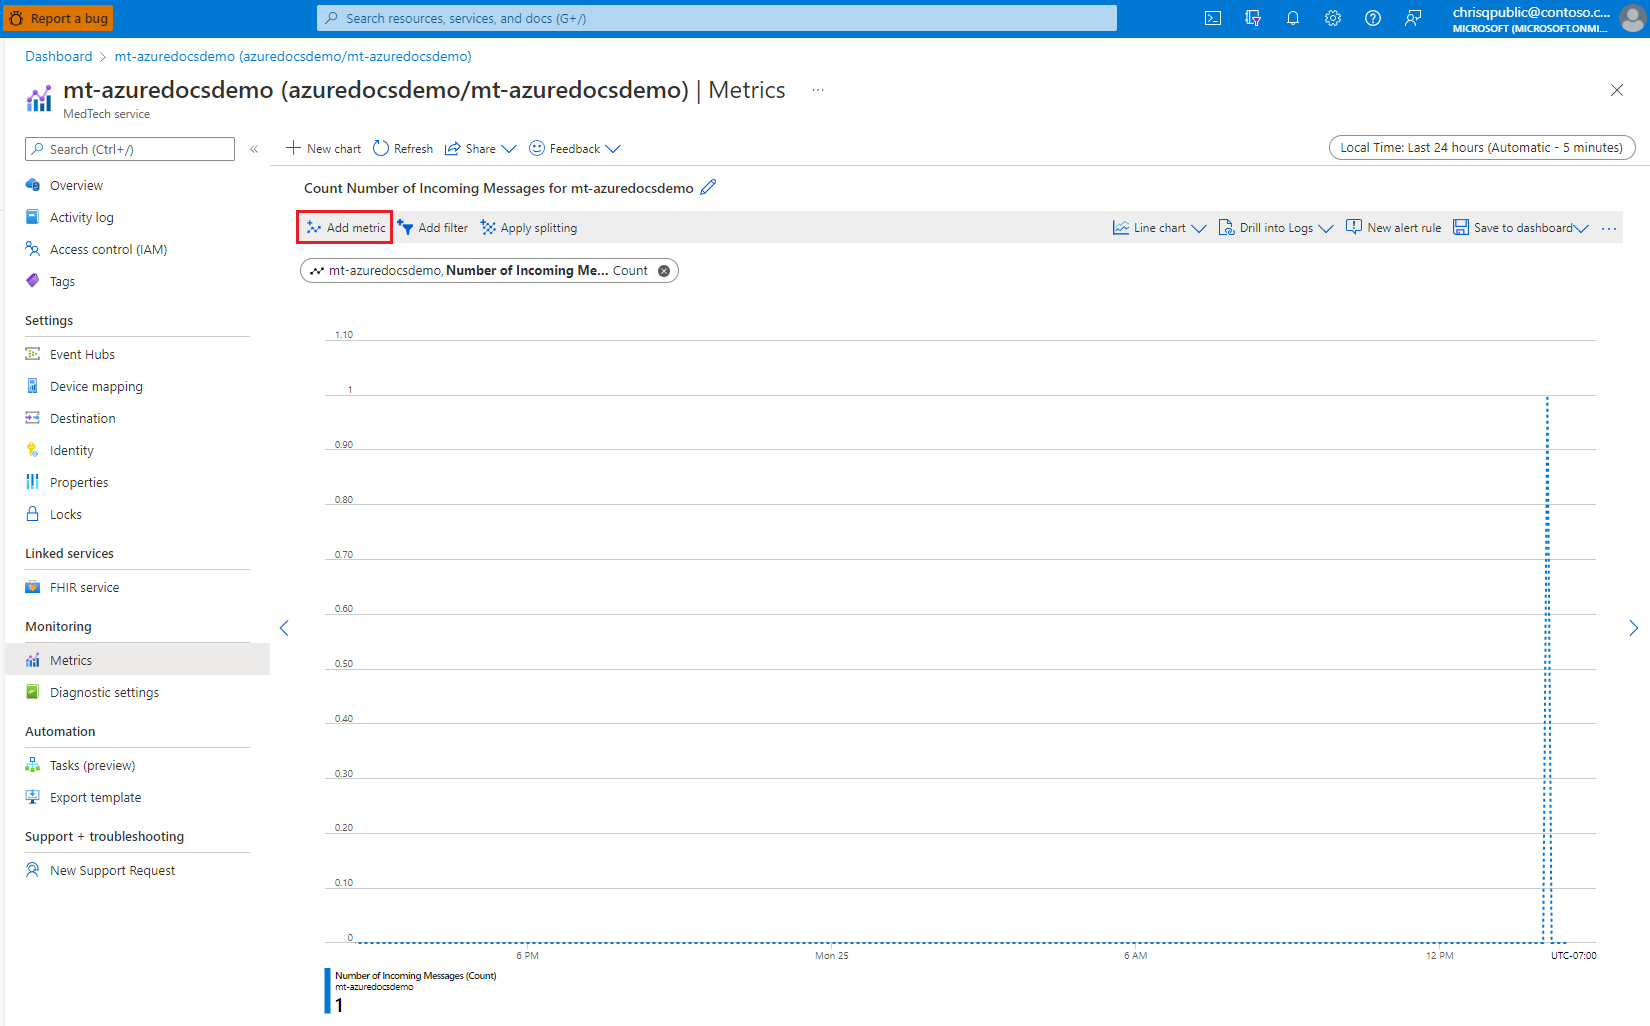 Report a bug
Search resources, services, and docs (G+/)
chrisqpublic@contoso.c...
MICROSOFT (MICROSOFT.ONMI...
Dashboard > mt-azuredocsdemo (azuredocsdemo/mt-azuredocsdemo)
mt-azuredocsdemo (azuredocsdemo/mt-azuredocsdemo) | Metrics ...
MedTech service
Search (Ctrl+/)
«
Overview
Activity log
Access control (IAM)
Tags
Settings
Event Hubs
Device mapping
Destination
Identity
Properties
Locks
Linked services
FHIR service
Monitoring
Metrics
Diagnostic settings
Automation
Tasks (preview)
Export template
Support + troubleshooting
New Support Request
New chart Refresh Share Feedback
Local Time: Last 24 hours (Automatic - 5 minutes)
Count Number of Incoming Messages for mt-azuredocsdemo
Add metric Add filter Apply splitting Line chart Drill into Logs New alert rule Save to dashboard ...
mt-azuredocsdemo, Number of Incoming Me... Count
1.10
1
0.90
0.80
0.70
0.60
0.50
0.40
0.30
0.20
0.10
0
6 PM Mon 25 6 AM 12 PM UTC-07:00
Number of Incoming Messages (Count)
mt-azuredocsdemo
1